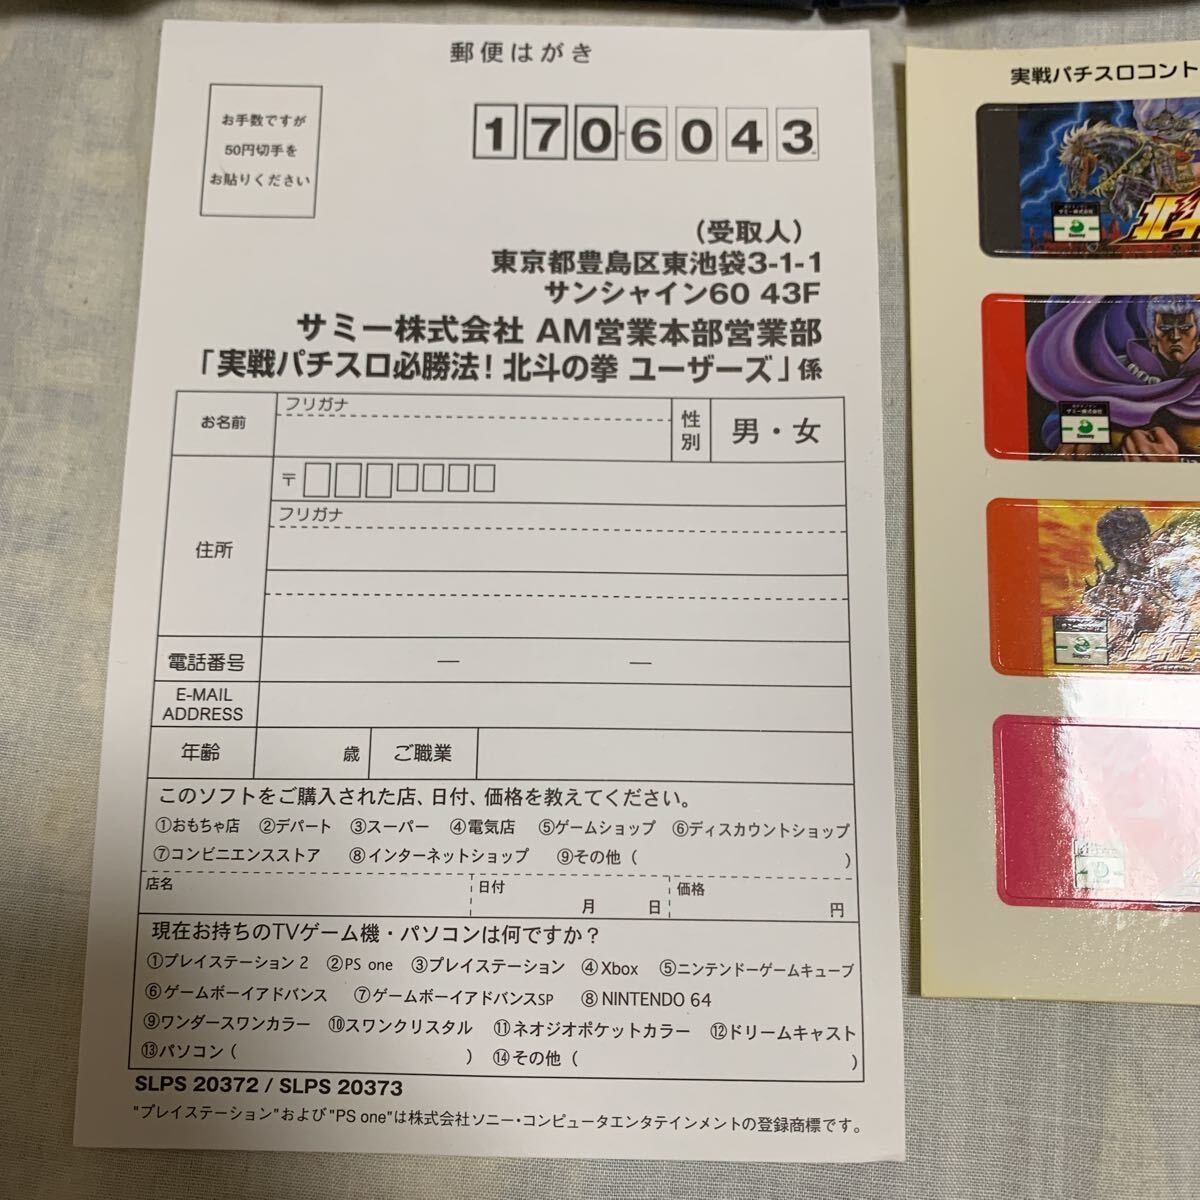 郵便はがき
お手数ですが
50円切手を
お貼りください
170-6043
(受取人)
東京都豊島区東池袋3-1-1
サンシャイン60 43F
サミー株式会社 AM営業本部営業部
「実戦パチスロ必勝法!北斗の拳 ユーザーズ」係
お名前
フリガナ
性別
男・女
住所
〒
フリガナ
電話番号
— —
E-MAIL
ADDRESS
年齢
歳
ご職業
このソフトをご購入された店、日付、価格を教えてください。
①おもちゃ店 ②デパート ③スーパー ④電気店 ⑤ゲームショップ ⑥ディスカウントショップ
⑦コンビニエンスストア ⑧インターネットショップ ⑨その他( )
店名
日付
月 日
価格
円
現在お持ちのTVゲーム機・パソコンは何ですか?
①プレイステーション2 ②PS one ③プレイステーション ④Xbox ⑤ニンテンドーゲームキューブ
⑥ゲームボーイアドバンス ⑦ゲームボーイアドバンスSP ⑧NINTENDO 64
⑨ワンダースワンカラー ⑩スワンクリスタル ⑪ネオジオポケットカラー ⑫ドリームキャスト
⑬パソコン( ) ⑭その他( )
SLPS 20372 / SLPS 20373
"プレイステーション"および"PS one"は株式会社ソニー・コンピュータエンタテインメントの登録商標です。
実戦パチスロコント
サミー株式会社
Sammy
北斗
サミー株式会社
Sammy
Sammy